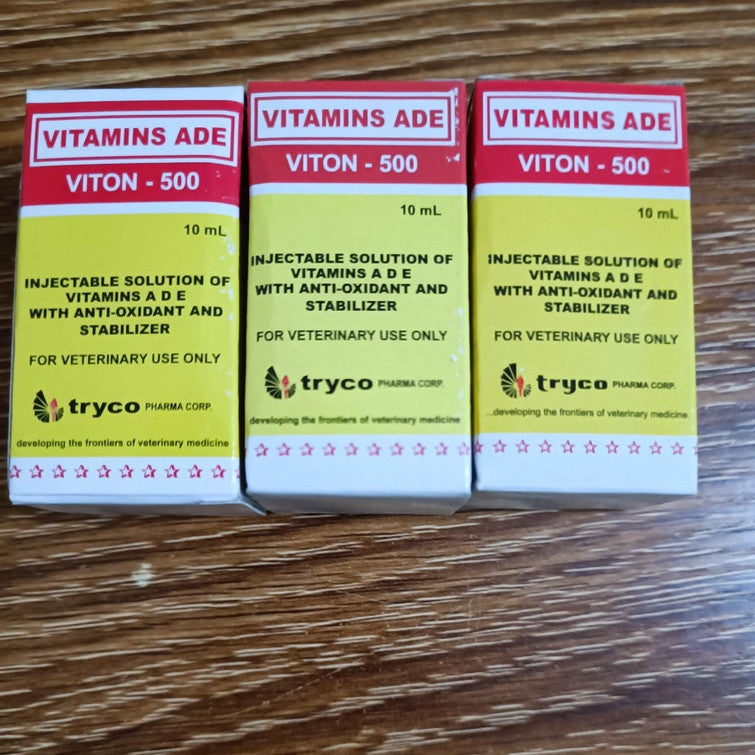 VITAMINS ADE
VITON - 500
10 mL
INJECTABLE SOLUTION OF
VITAMINS A D E
WITH ANTI-OXIDANT AND
STABILIZER
FOR VETERINARY USE ONLY
tryco PHARMA CORP.
developing the frontiers of veterinary medicine
VITAMINS ADE
VITON - 500
10 mL
INJECTABLE SOLUTION OF
VITAMINS A D E
WITH ANTI-OXIDANT AND
STABILIZER
FOR VETERINARY USE ONLY
tryco PHARMA CORP.
developing the frontiers of veterinary medicine
VITAMINS ADE
VITON - 500
10 mL
INJECTABLE SOLUTION OF
VITAMINS A D E
WITH ANTI-OXIDANT AND
STABILIZER
FOR VETERINARY USE ONLY
tryco PHARMA CORP.
...developing the frontiers of veterinary medicine.